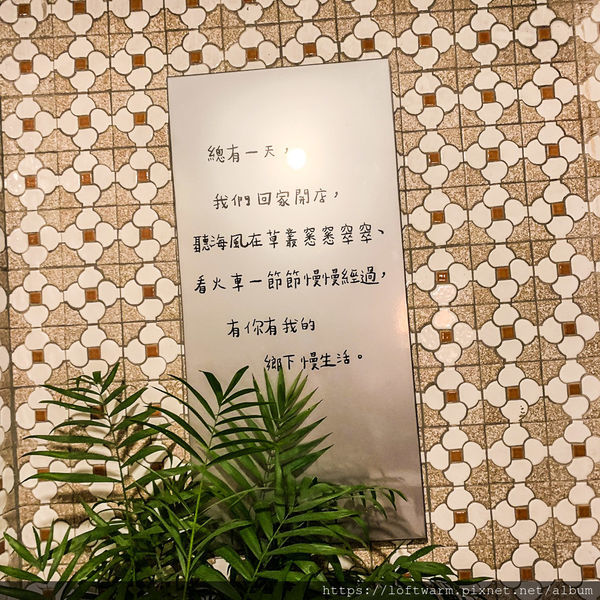 總有一天，
我們回家開店，
聽海風在草叢窸窸窣窣、
看火車一節節慢慢經過，
有你有我的
鄉下慢生活。
https://loftwarm.pixnet.net/album